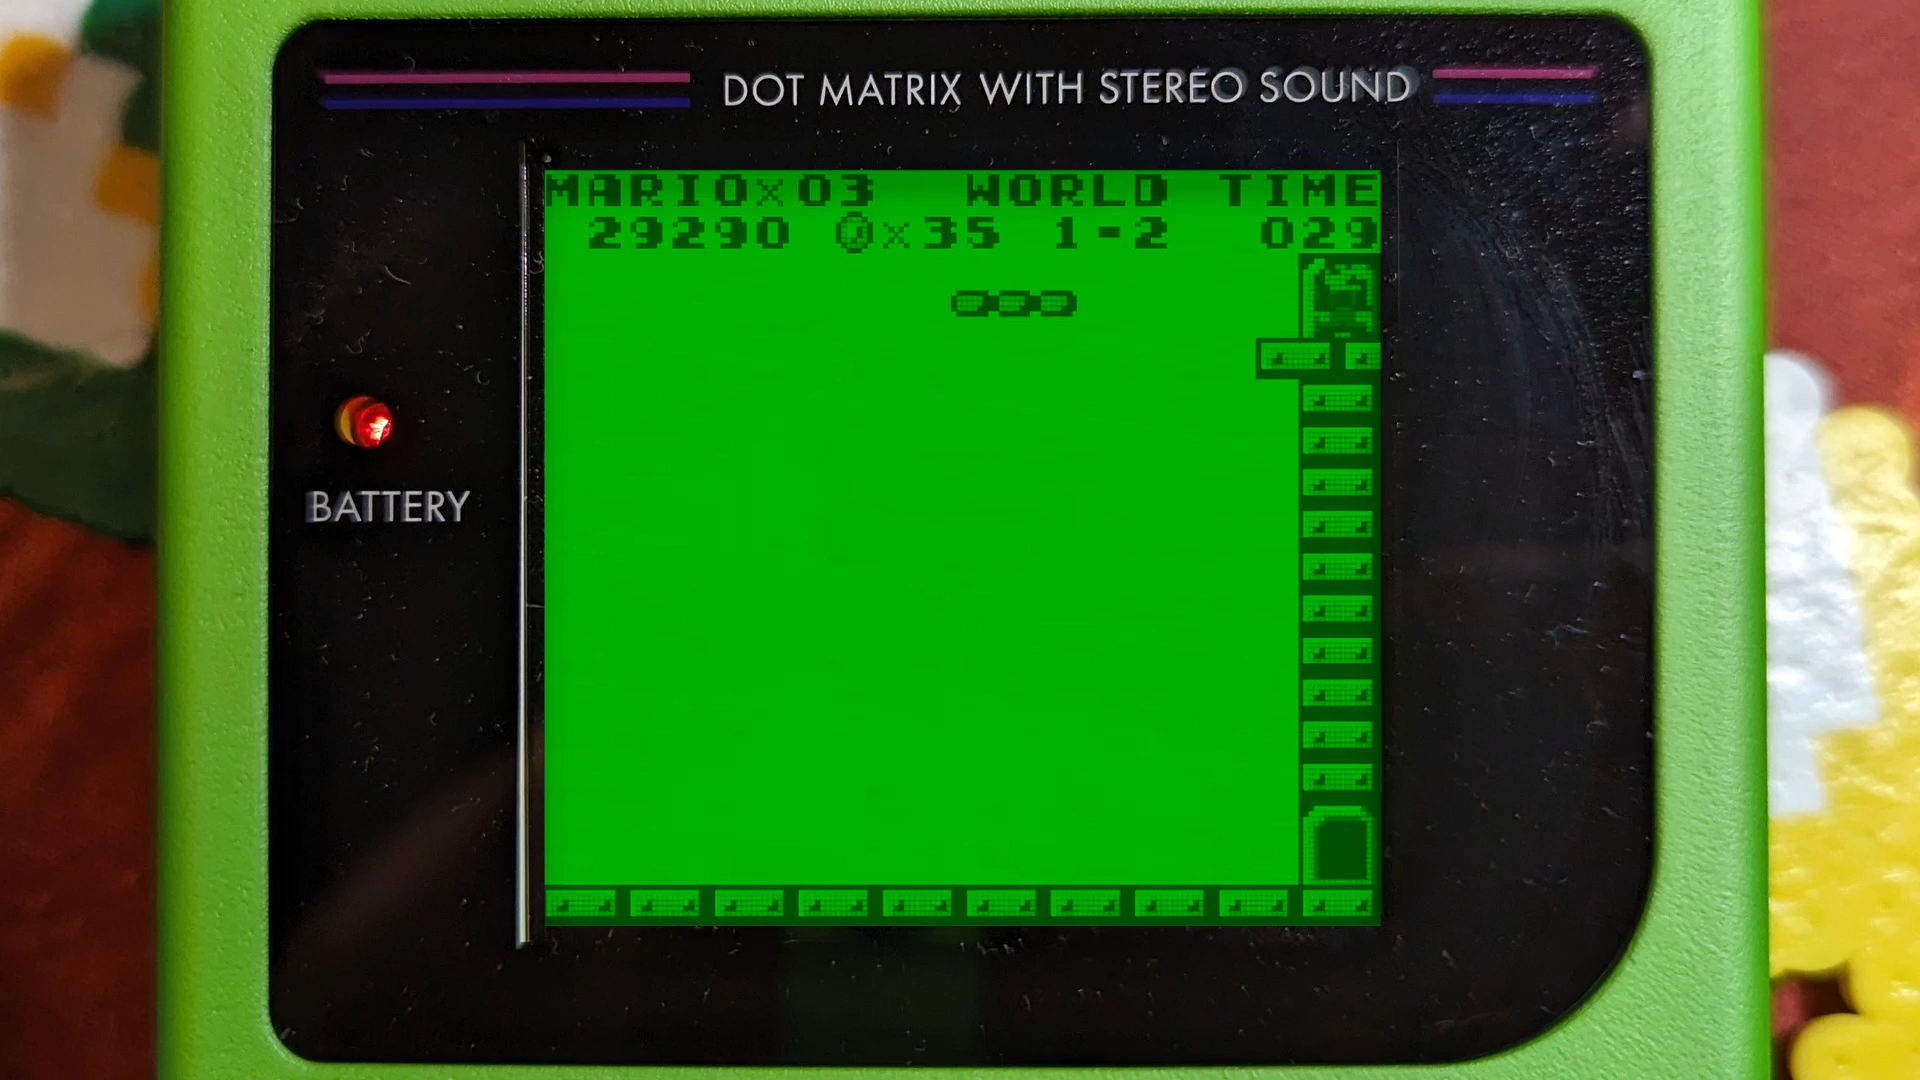 DOT MATRIX WITH STEREO SOUND
MARIO×03 WORLD TIME
29290 ×35 1-2 029
BATTERY